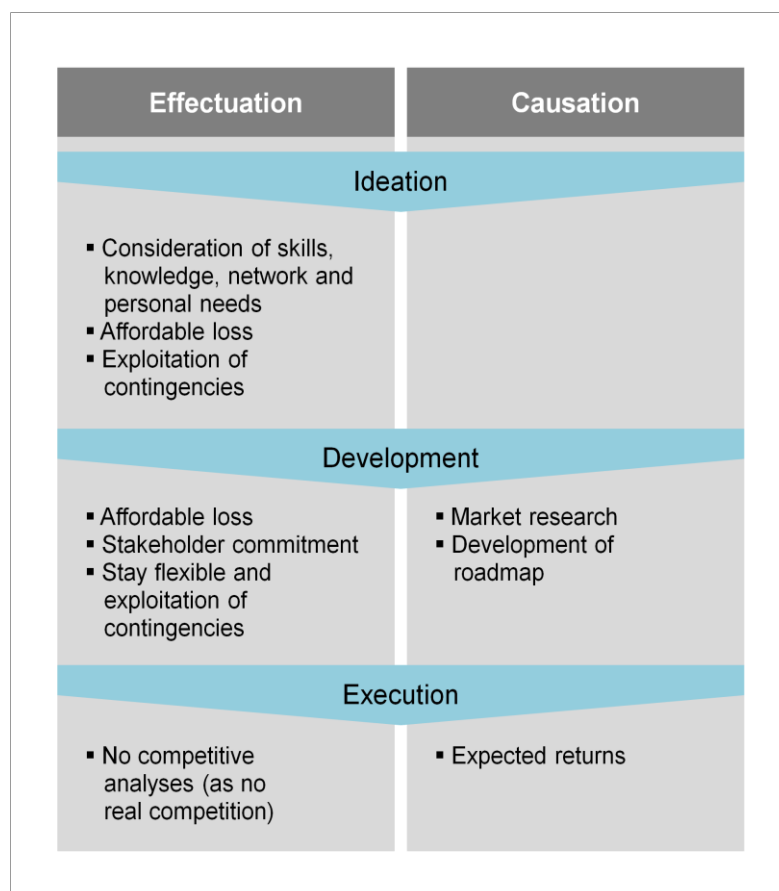 Effectuation
Causation
Ideation
▪ Consideration of skills,
knowledge, network and
personal needs
▪ Affordable loss
▪ Exploitation of
contingencies
Development
▪ Affordable loss
▪ Stakeholder commitment
▪ Stay flexible and
exploitation of
contingencies
▪ Market research
▪ Development of
roadmap
Execution
▪ No competitive
analyses (as no
real competition)
▪ Expected returns